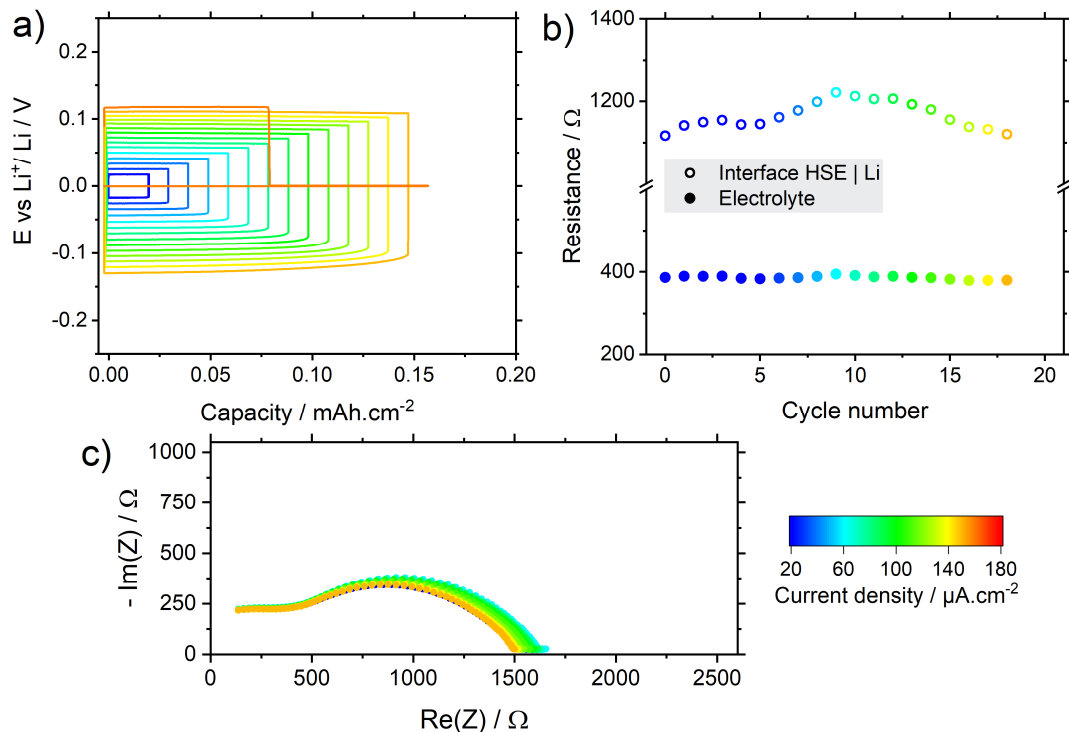 a)
0.2
0.1
0.0
-0.1
-0.2
E vs Li⁺/ Li / V
0.00 0.05 0.10 0.15 0.20
Capacity / mAh.cm⁻²
b)
1400
1200
400
200
Resistance / Ω
Interface HSE | Li
Electrolyte
0 5 10 15 20
Cycle number
c)
1000
750
500
250
0
- Im(Z) / Ω
0 500 1000 1500 2000 2500
Re(Z) / Ω
20 60 100 140 180
Current density / µA.cm⁻²